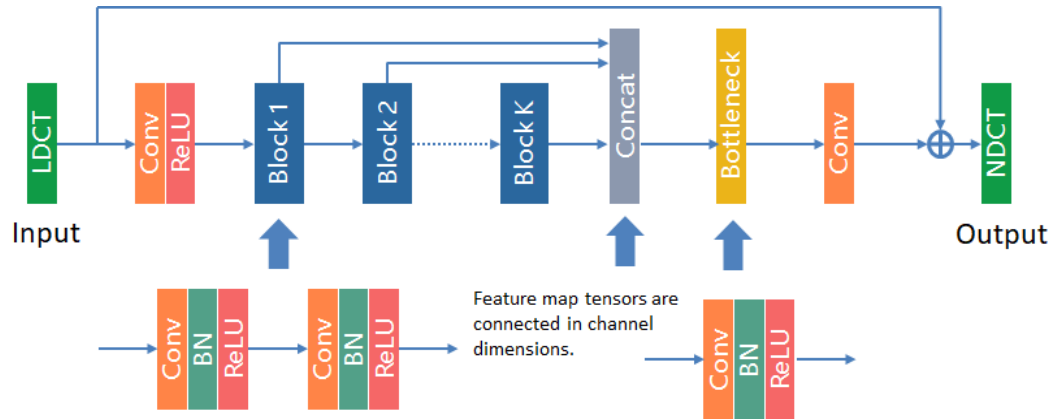 LDCT
Conv
ReLU
Block 1
Block 2
Block K
Concat
Bottleneck
Conv
NDCT
Input
Output
Conv
BN
ReLU
Conv
BN
ReLU
Feature map tensors are
connected in channel
dimensions.
Conv
BN
ReLU